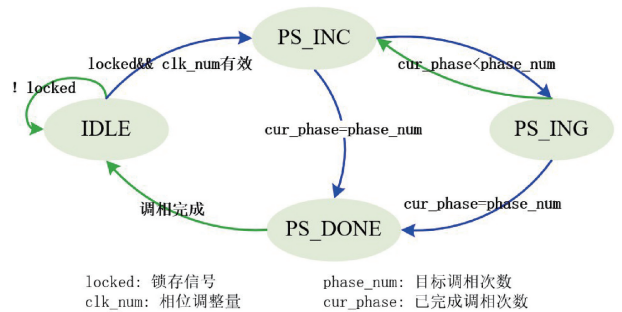 PS_INC
locked&& clk_num有效
cur_phase<phase_num
! locked
IDLE
cur_phase=phase_num
PS_ING
调相完成
cur_phase=phase_num
PS_DONE
locked: 锁存信号
phase_num: 目标调相次数
clk_num: 相位调整量
cur_phase: 已完成调相次数